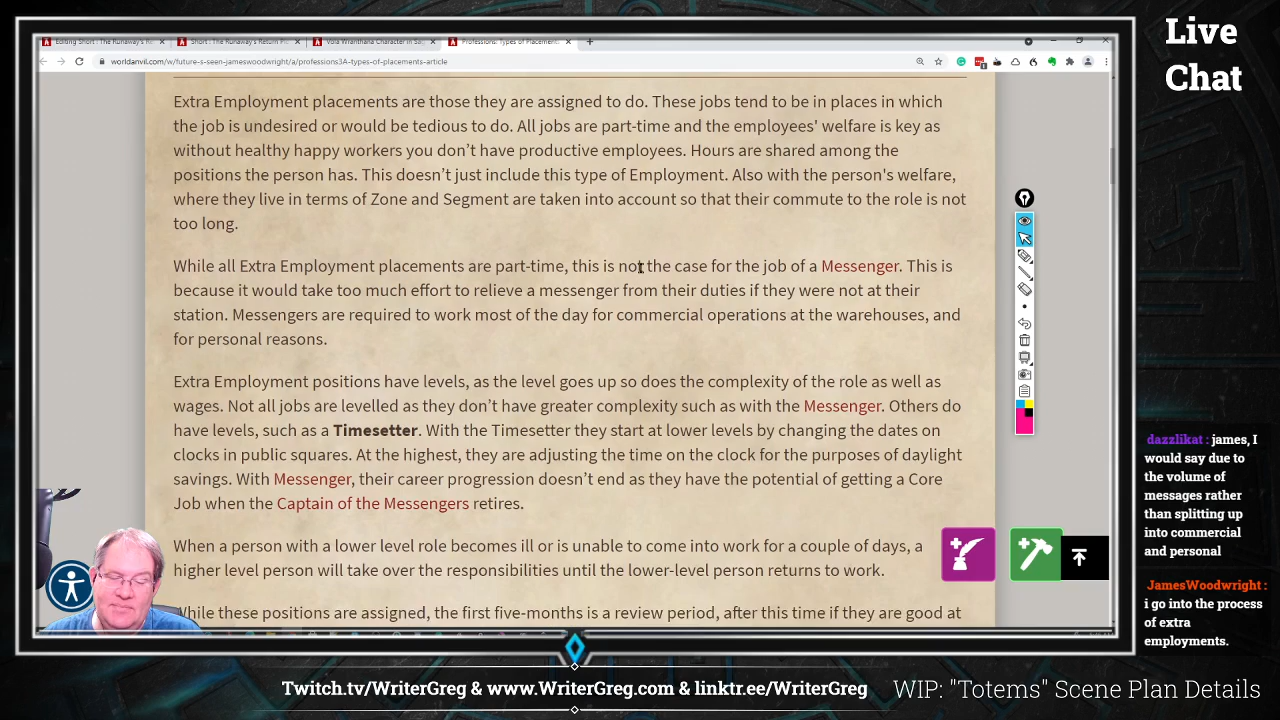 Live
Chat
Editing Short : The Runaway's R
Short : The Runaway's Return P
Vola Wranthana Character in Sa
Professions: Types of Placement
worldanvil.com/w/future-s-seen-jameswoodwright/a/professions3A-types-of-placements-article
Extra Employment placements are those they are assigned to do. These jobs tend to be in places in which
the job is undesired or would be tedious to do. All jobs are part-time and the employees' welfare is key as
without healthy happy workers you don't have productive employees. Hours are shared among the
positions the person has. This doesn't just include this type of Employment. Also with the person's welfare,
where they live in terms of Zone and Segment are taken into account so that their commute to the role is not
too long.
While all Extra Employment placements are part-time, this is not the case for the job of a Messenger. This is
because it would take too much effort to relieve a messenger from their duties if they were not at their
station. Messengers are required to work most of the day for commercial operations at the warehouses, and
for personal reasons.
Extra Employment positions have levels, as the level goes up so does the complexity of the role as well as
wages. Not all jobs are levelled as they don't have greater complexity such as with the Messenger. Others do
have levels, such as a Timesetter. With the Timesetter they start at lower levels by changing the dates on
clocks in public squares. At the highest, they are adjusting the time on the clock for the purposes of daylight
savings. With Messenger, their career progression doesn't end as they have the potential of getting a Core
Job when the Captain of the Messengers retires.
When a person with a lower level role becomes ill or is unable to come into work for a couple of days, a
higher level person will take over the responsibilities until the lower-level person returns to work.
While these positions are assigned, the first five-months is a review period, after this time if they are good at
dazzlikat : james, I
would say due to
the volume of
messages rather
than splitting up
into commercial
and personal
JamesWoodwright :
i go into the process
of extra
employments.
Twitch.tv/WriterGreg & www.WriterGreg.com & linktr.ee/WriterGreg
WIP: "Totems" Scene Plan Details